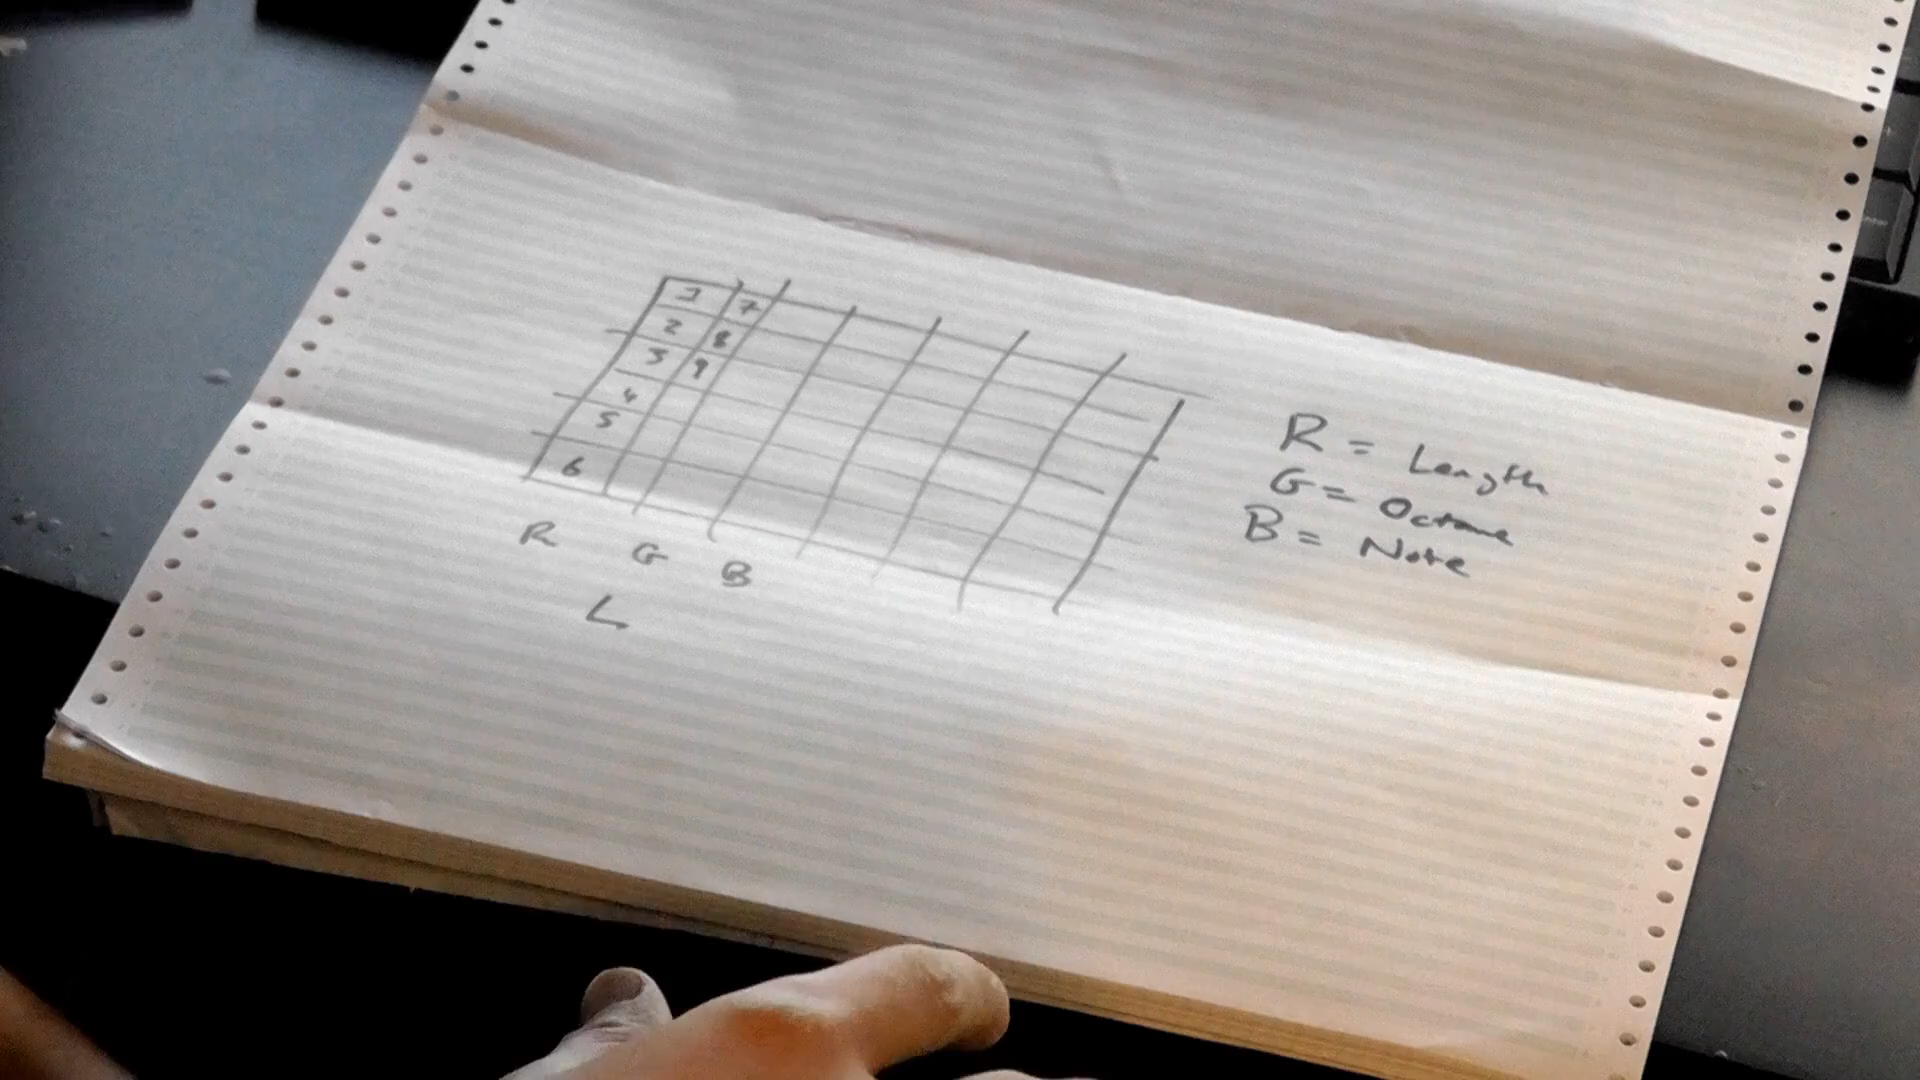 1 7
2 8
3 9
4
5
6
R G B
L
R = Length
G = Octave
B = Note